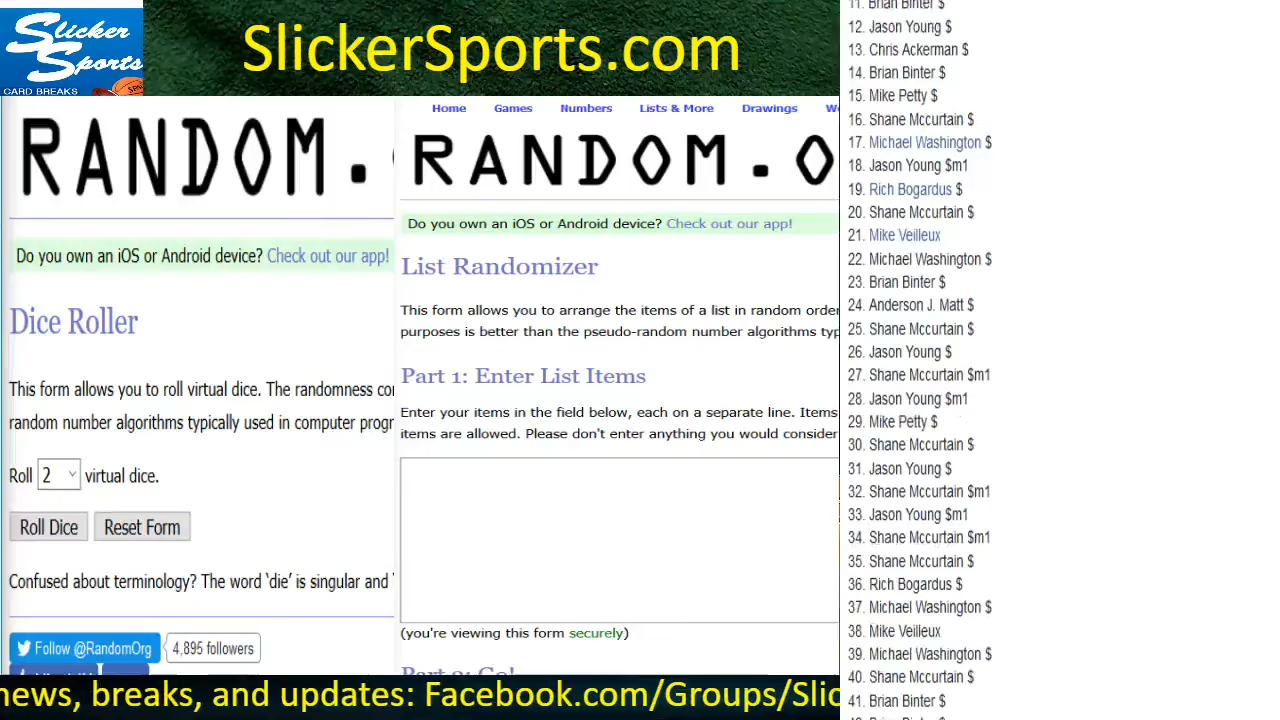 Slicker
Sports
CARD BREAKS
SlickerSports.com
RANDOM.
Do you own an iOS or Android device? Check out our app!
Dice Roller
This form allows you to roll virtual dice. The randomness
random number algorithms typically used in computer
Roll 2 virtual dice.
Roll Dice Reset Form
Confused about terminology? The word ‘die’ is singular and
Follow @RandomOrg 4,895 followers
Home Games Numbers Lists & More Drawings
RANDOM.O
Do you own an iOS or Android device? Check out our app!
List Randomizer
This form allows you to arrange the items of a list in random order
purposes is better than the pseudo-random number algorithms
Part 1: Enter List Items
Enter your items in the field below, each on a separate line. Items
items are allowed. Please don't enter anything you would consider
(you're viewing this form securely)
Part 2: Go!
11. Brian Binter $
12. Jason Young $
13. Chris Ackerman $
14. Brian Binter $
15. Mike Petty $
16. Shane Mccurtain $
17. Michael Washington $
18. Jason Young $m1
19. Rich Bogardus $
20. Shane Mccurtain $
21. Mike Veilleux
22. Michael Washington $
23. Brian Binter $
24. Anderson J. Matt $
25. Shane Mccurtain $
26. Jason Young $
27. Shane Mccurtain $m1
28. Jason Young $m1
29. Mike Petty $
30. Shane Mccurtain $
31. Jason Young $
32. Shane Mccurtain $m1
33. Jason Young $m1
34. Shane Mccurtain $m1
35. Shane Mccurtain $
36. Rich Bogardus $
37. Michael Washington $
38. Mike Veilleux
39. Michael Washington $
40. Shane Mccurtain $
41. Brian Binter $
news, breaks, and updates: Facebook.com/Groups/Slic